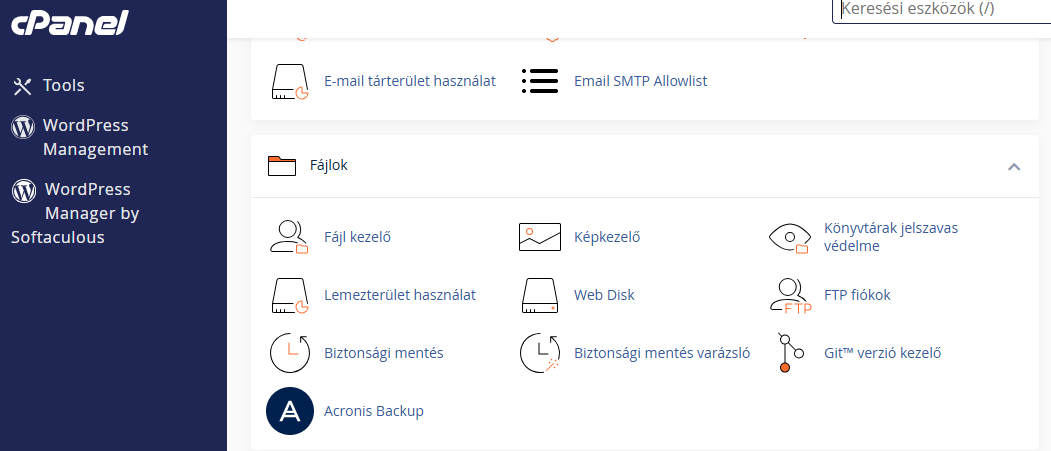 cPanel
Keresési eszközök (/)
Tools
WordPress
Management
WordPress
Manager by
Softaculous
E-mail tárterület használat
Email SMTP Allowlist
Fájlok
Fájl kezelő
Képkezelő
Könyvtárak jelszavas
védelme
Lemezterület használat
Web Disk
FTP
FTP fiókok
Biztonsági mentés
Biztonsági mentés varázsló
Git™ verzió kezelő
Acronis Backup